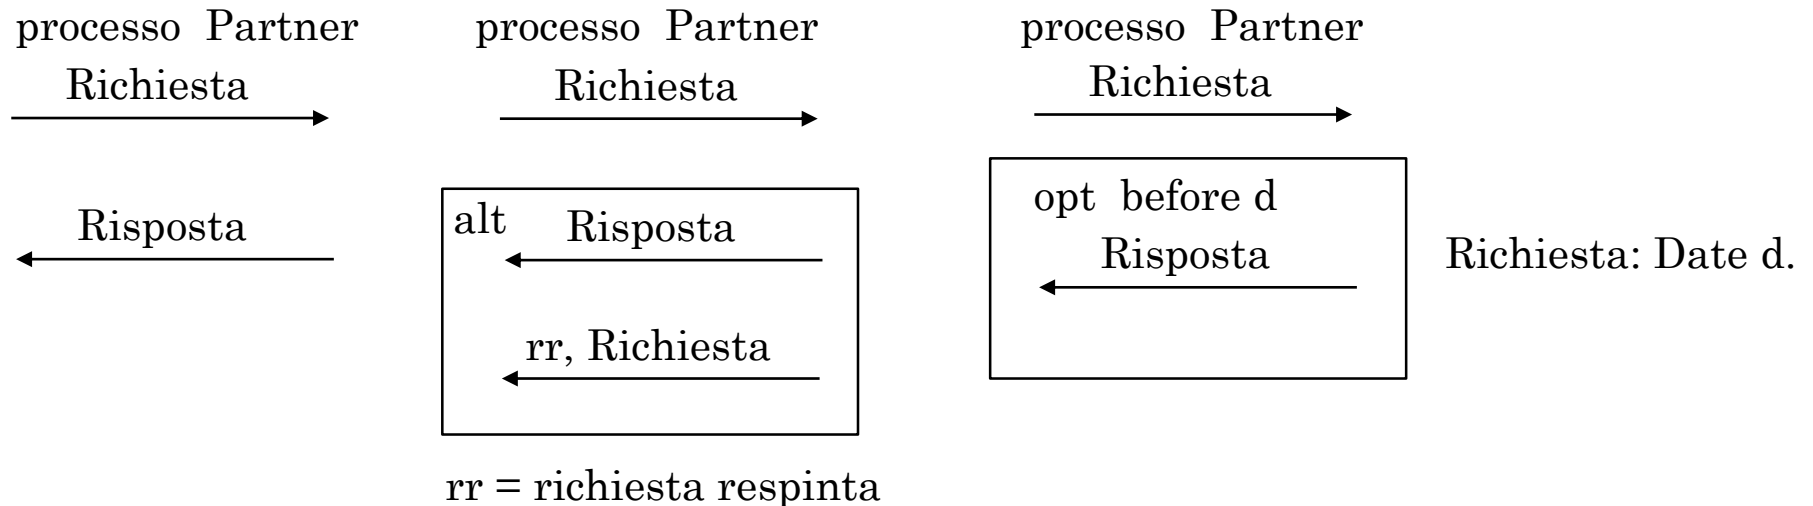 processo Partner
Richiesta
Risposta
processo Partner
Richiesta
alt Risposta
rr, Richiesta
rr = richiesta respinta
processo Partner
Richiesta
opt before d
Risposta
Richiesta: Date d.